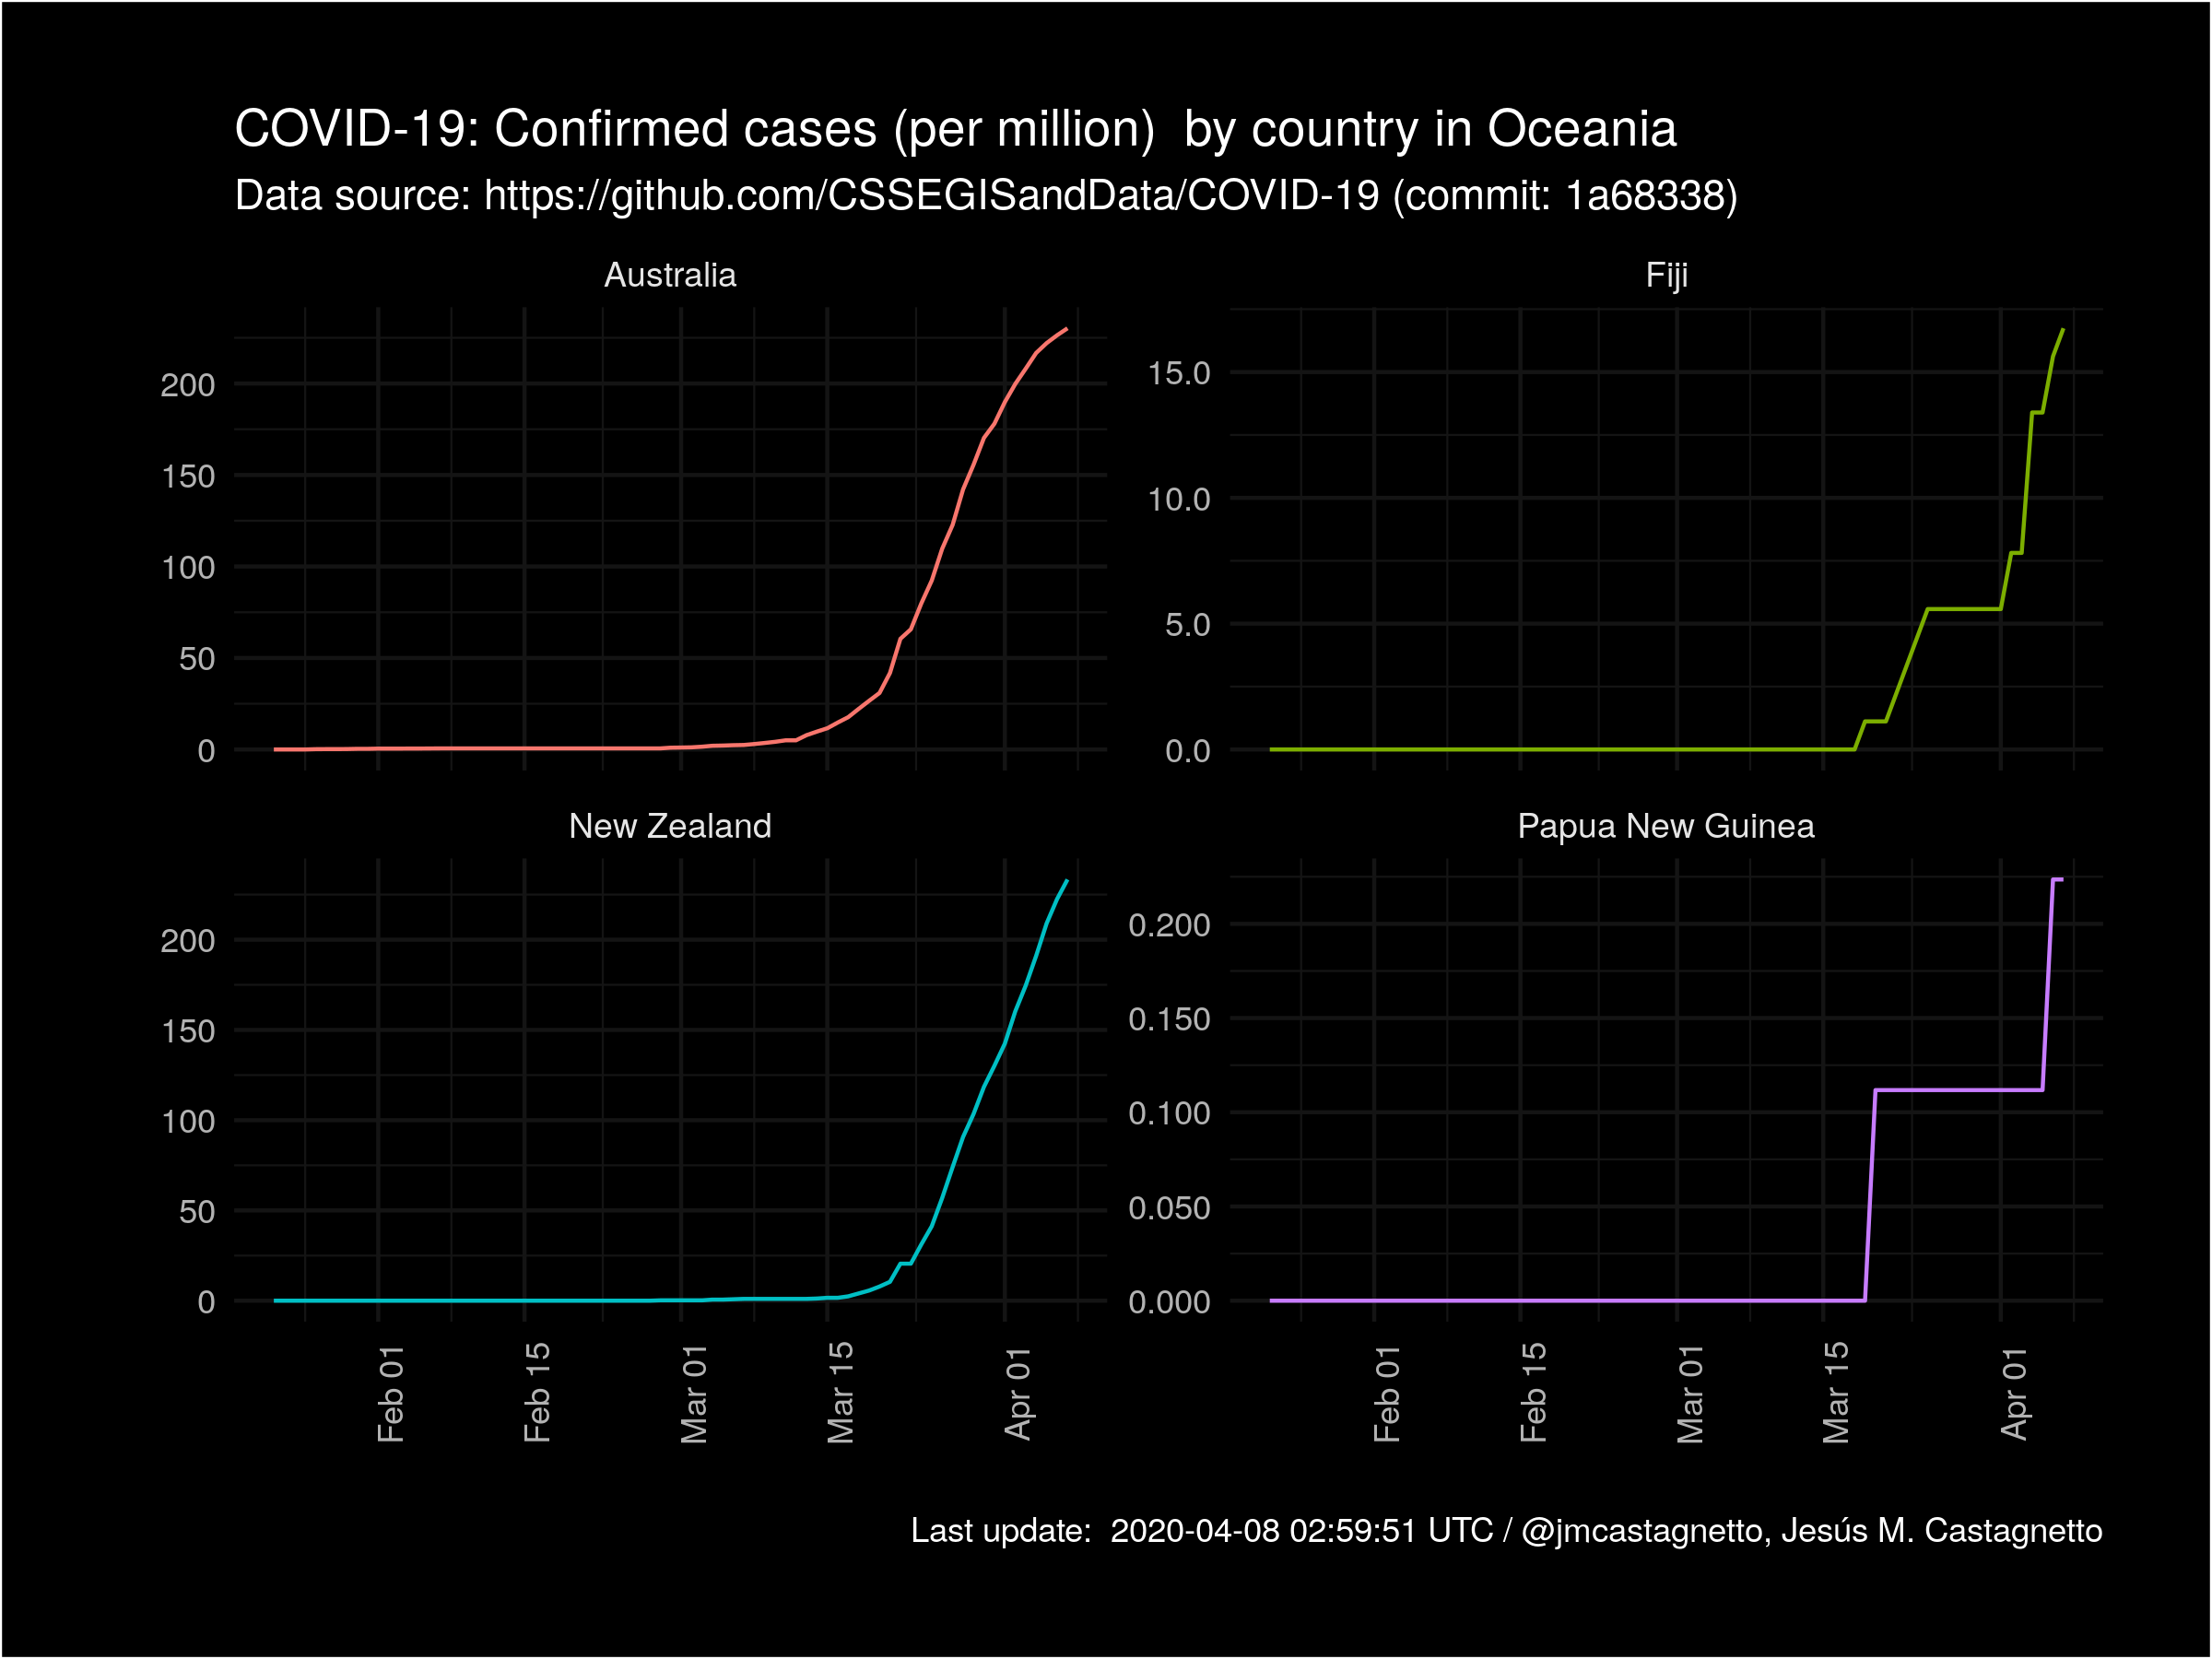 COVID-19: Confirmed cases (per million)  by country in Oceania
Data source: https://github.com/CSSEGISandData/COVID-19 (commit: 1a68338)
Australia
200
150
100
50
0
Fiji
15.0
10.0
5.0
0.0
New Zealand
200
150
100
50
0
Feb 01
Feb 15
Mar 01
Mar 15
Apr 01
Papua New Guinea
0.200
0.150
0.100
0.050
0.000
Feb 01
Feb 15
Mar 01
Mar 15
Apr 01
Last update:  2020-04-08 02:59:51 UTC / @jmcastagnetto, Jesús M. Castagnetto